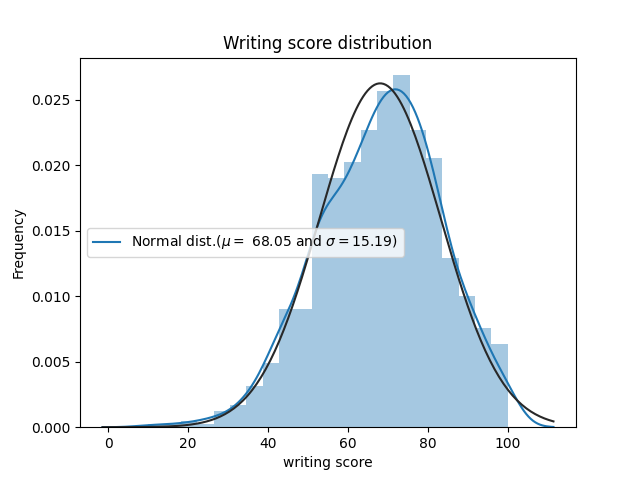 Writing score distribution
Frequency
0.025
0.020
0.015
0.010
0.005
0.000
Normal dist.(μ = 68.05 and σ = 15.19)
0 20 40 60 80 100
writing score